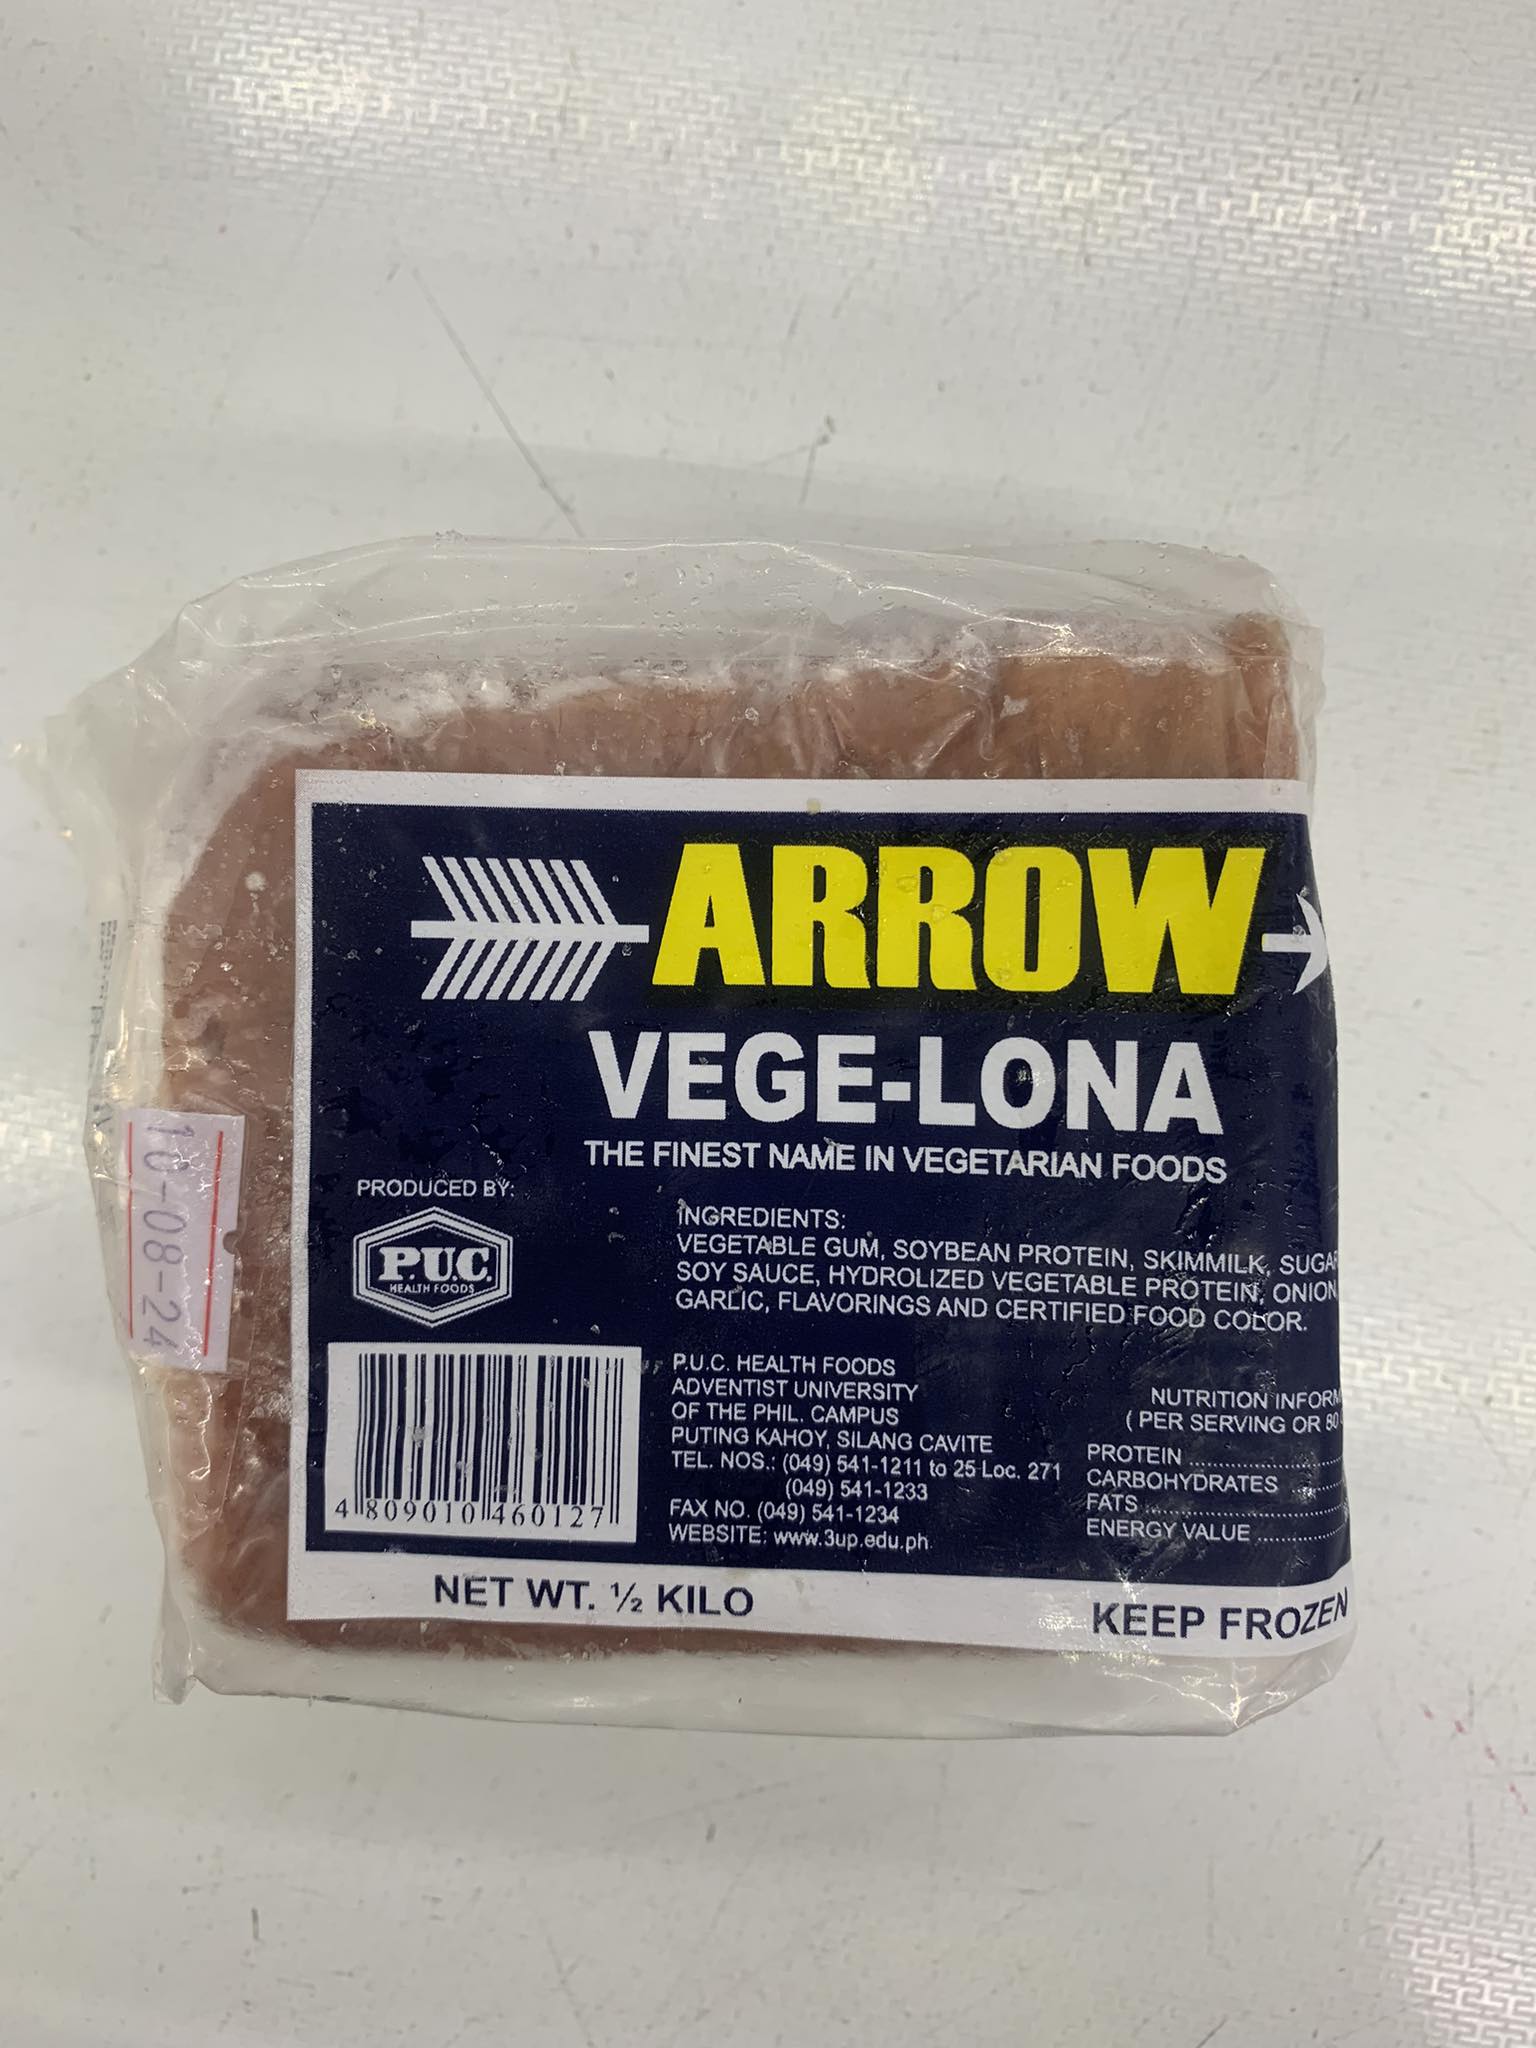 ARROW
VEGE-LONA
THE FINEST NAME IN VEGETARIAN FOODS
PRODUCED BY:
P.U.C.
HEALTH FOODS
INGREDIENTS:
VEGETABLE GUM, SOYBEAN PROTEIN, SKIMMILK, SUGAR
SOY SAUCE, HYDROLIZED VEGETABLE PROTEIN, ONION,
GARLIC, FLAVORINGS AND CERTIFIED FOOD COLOR.
P.U.C. HEALTH FOODS
ADVENTIST UNIVERSITY
OF THE PHIL. CAMPUS
PUTING KAHOY, SILANG CAVITE
TEL. NOS.: (049) 541-1211 to 25 Loc. 271
(049) 541-1233
FAX NO. (049) 541-1234
WEBSITE: www.3up.edu.ph
NUTRITION INFORM
( PER SERVING OR 80
PROTEIN
CARBOHYDRATES
FATS
ENERGY VALUE
4 809010 460127
NET WT. ½ KILO
KEEP FROZEN
10-08-24